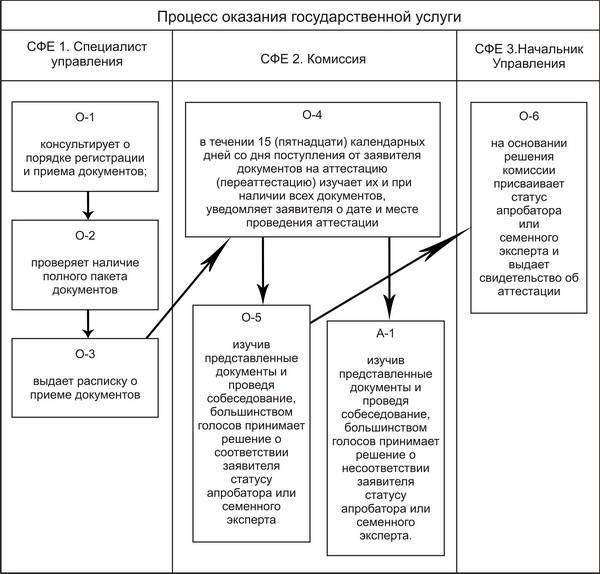 Процесс оказания государственной услуги
СФЕ 1. Специалист
управления
СФЕ 2. Комиссия
СФЕ 3.Начальник
Управления
О-1
консультирует о
порядке регистрации
и приема документов;
О-2
проверяет наличие
полного пакета
документов
О-3
выдает расписку о
приеме документов
О-4
в течении 15 (пятнадцати) календарных
дней со дня поступления от заявителя
документов на аттестацию
(переаттестацию) изучает их и при
наличии всех документов,
уведомляет заявителя о дате и месте
проведения аттестации
О-5
изучив
представленные
документы и
проведя
собеседование,
большинством
голосов принимает
решение о
соответствии
заявителя
статусу
апробатора или
семенного
эксперта
А-1
изучив
представленные
документы и
проведя
собеседование,
большинством
голосов принимает
решение о
несоответствии
заявителя
статусу
апробатора или
семенного
эксперта.
О-6
на основании
решения
комиссии
присваивает
статус
апробатора
или
семенного
эксперта и
выдает
свидетельство об
аттестации